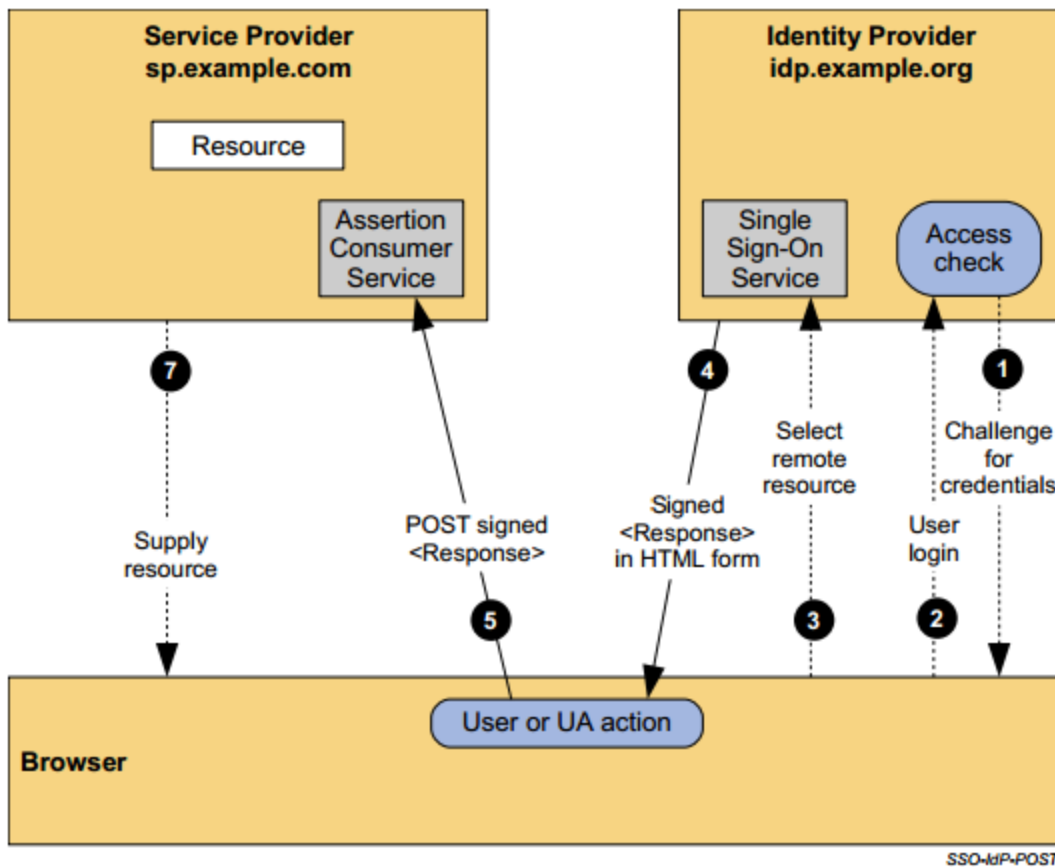 Service Provider
sp.example.com
Resource
Assertion
Consumer
Service
Identity Provider
idp.example.org
Single
Sign-On
Service
Access
check
7
4
1
Select
remote
resource
Challenge
for
credentials
Supply
resource
POST signed
<Response>
Signed
<Response>
in HTML form
User
login
5
3
2
User or UA action
Browser
SSO-IdP-POST